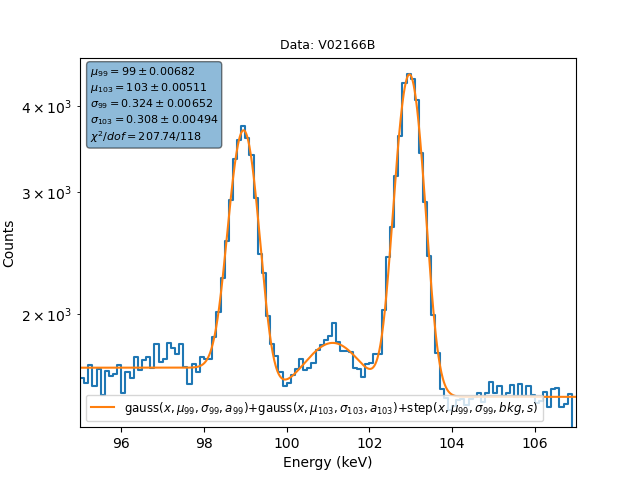 Data: V02166B
μ₉₉ = 99 ± 0.00682
μ₁₀₃ = 103 ± 0.00511
σ₉₉ = 0.324 ± 0.00652
σ₁₀₃ = 0.308 ± 0.00494
χ²/dof = 207.74/118
4 × 10³
3 × 10³
2 × 10³
Counts
gauss(x, μ₉₉, σ₉₉, a₉₉)+gauss(x, μ₁₀₃, σ₁₀₃, a₁₀₃)+step(x, μ₉₉, σ₉₉, bkg, s)
96 98 100 102 104 106
Energy (keV)